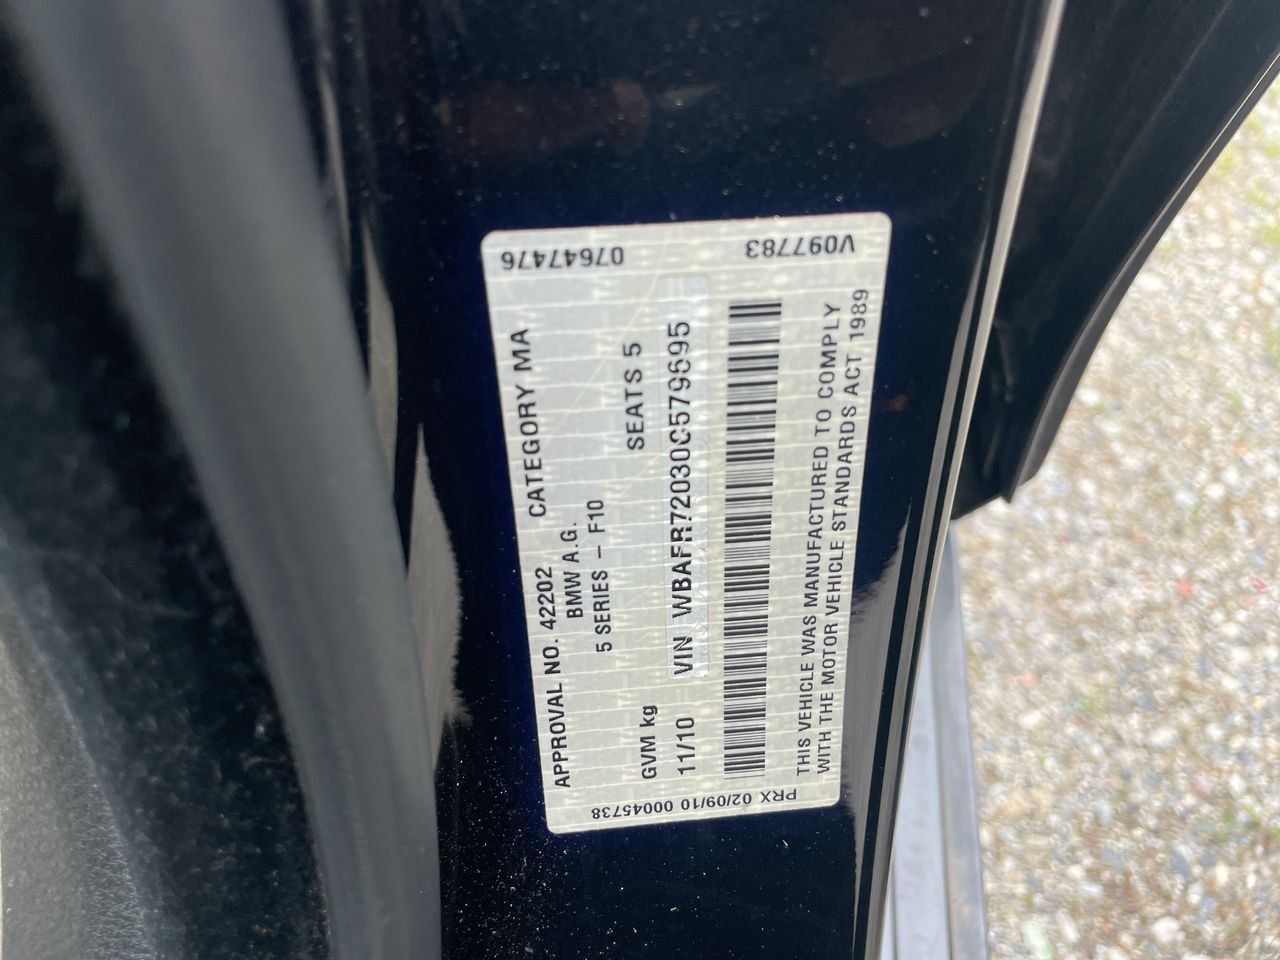 07647476 V097783
APPROVAL NO. 42202 CATEGORY MA
BMW A.G.
5 SERIES – F10
GVM kg SEATS 5
11/10 VIN WBAFR72030C579695
THIS VEHICLE WAS MANUFACTURED TO COMPLY
WITH THE MOTOR VEHICLE STANDARDS ACT 1989
PRX 02/09/10 00045738